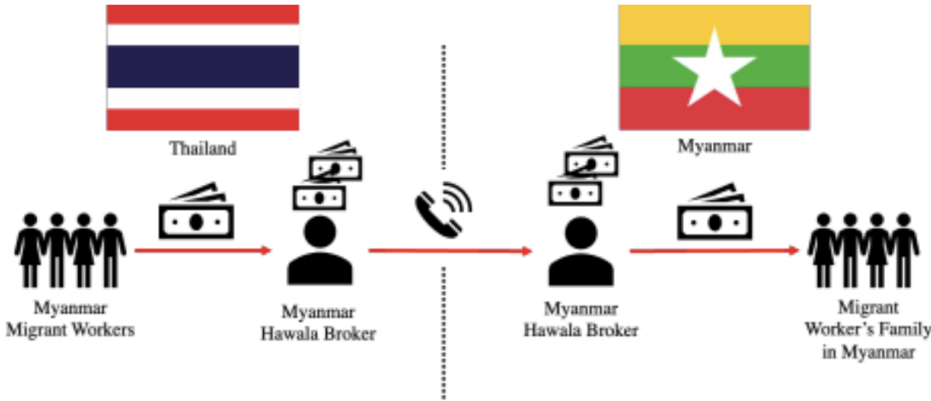 Thailand
Myanmar
Myanmar
Migrant Workers
Myanmar
Hawala Broker
Myanmar
Hawala Broker
Migrant
Worker's Family
in Myanmar